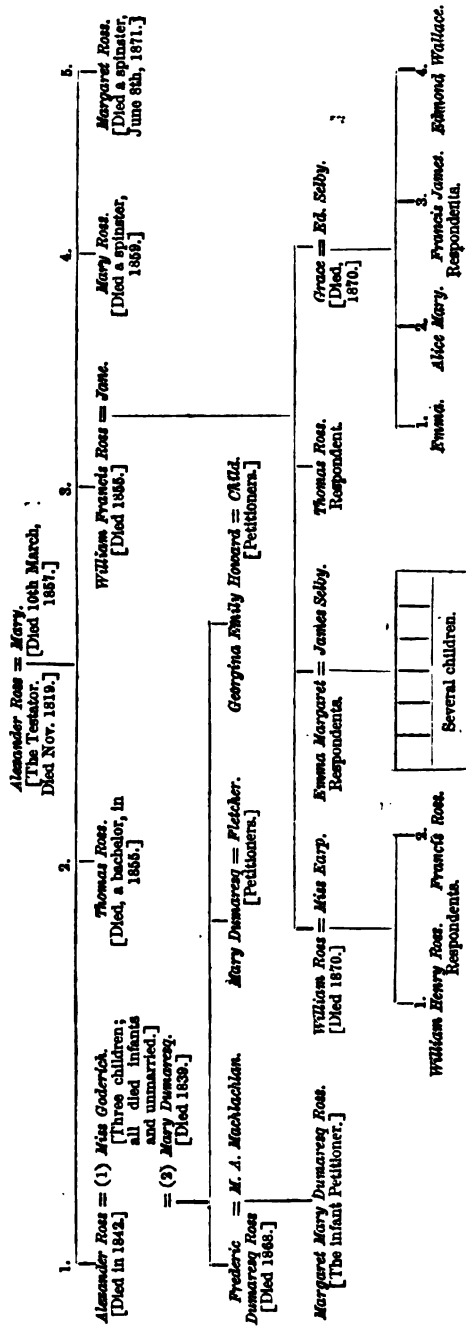 Alexander Ross = Mary.
[The Testator. [Died 10th March,
Died Nov. 1819.] 1857.]
1. 2. 3. 4. 5.
Alexander Ross = (1) Miss Goderick.
[Died in 1842.] [Three children;
all died infants
and unmarried.]
= (2) Mary Dumaresq.
[Died 1839.]
Thomas Ross.
[Died, a bachelor, in
1855.]
William Francis Ross = Jane.
[Died 1855.]
Mary Ross.
[Died a spinster,
1859.]
Margaret Ross.
[Died a spinster,
June 8th, 1871.]
Frederic = M. A. Machlachlan.
Dumaresq Ross
[Died 1868.]
Mary Dumaresq = Fletcher.
[Petitioners.]
Georgina Emily Howard = Child.
[Petitioners.]
Margaret Mary Dumaresq Ross.
[The Infant Petitioner.]
William Ross = Miss Earp.
[Died 1870.]
Emma Margaret = James Selby.
Respondents.
Thomas Ross.
Respondent.
Grace = Ed. Selby.
[Died,
1870.]
1. 2.
William Henry Ross. Francis Ross.
Respondents.
Several children.
1. 2. 3. 4.
Emma. Alice Mary. Francis James. Edmond Wallace.
Respondents.